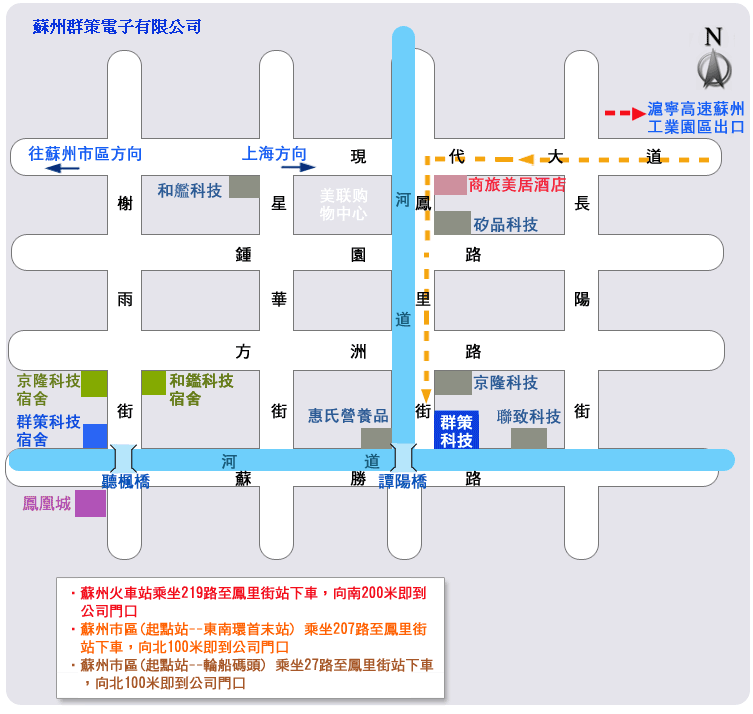 蘇州群策電子有限公司
N
滬寧高速蘇州
工業園區出口
往蘇州市區方向
上海方向
現代大道
和艦科技
美联购
物中心
商旅美居酒店
矽品科技
榭雨街
星華街
鳳里街
長陽街
河道
鍾園路
方洲路
京隆科技
宿舍
和鑑科技
宿舍
京隆科技
群策科技
宿舍
惠氏營養品
群策
科技
聯致科技
河道
聽楓橋
蘇勝路
譚陽橋
鳳凰城
·蘇州火車站乘坐219路至鳳里街站下車，向南200米即到
公司門口
·蘇州市區(起點站--東南環首末站) 乘坐207路至鳳里街
站下車，向北100米即到公司門口
·蘇州市區(起點站--輪船碼頭) 乘坐27路至鳳里街站下車
，向北100米即到公司門口